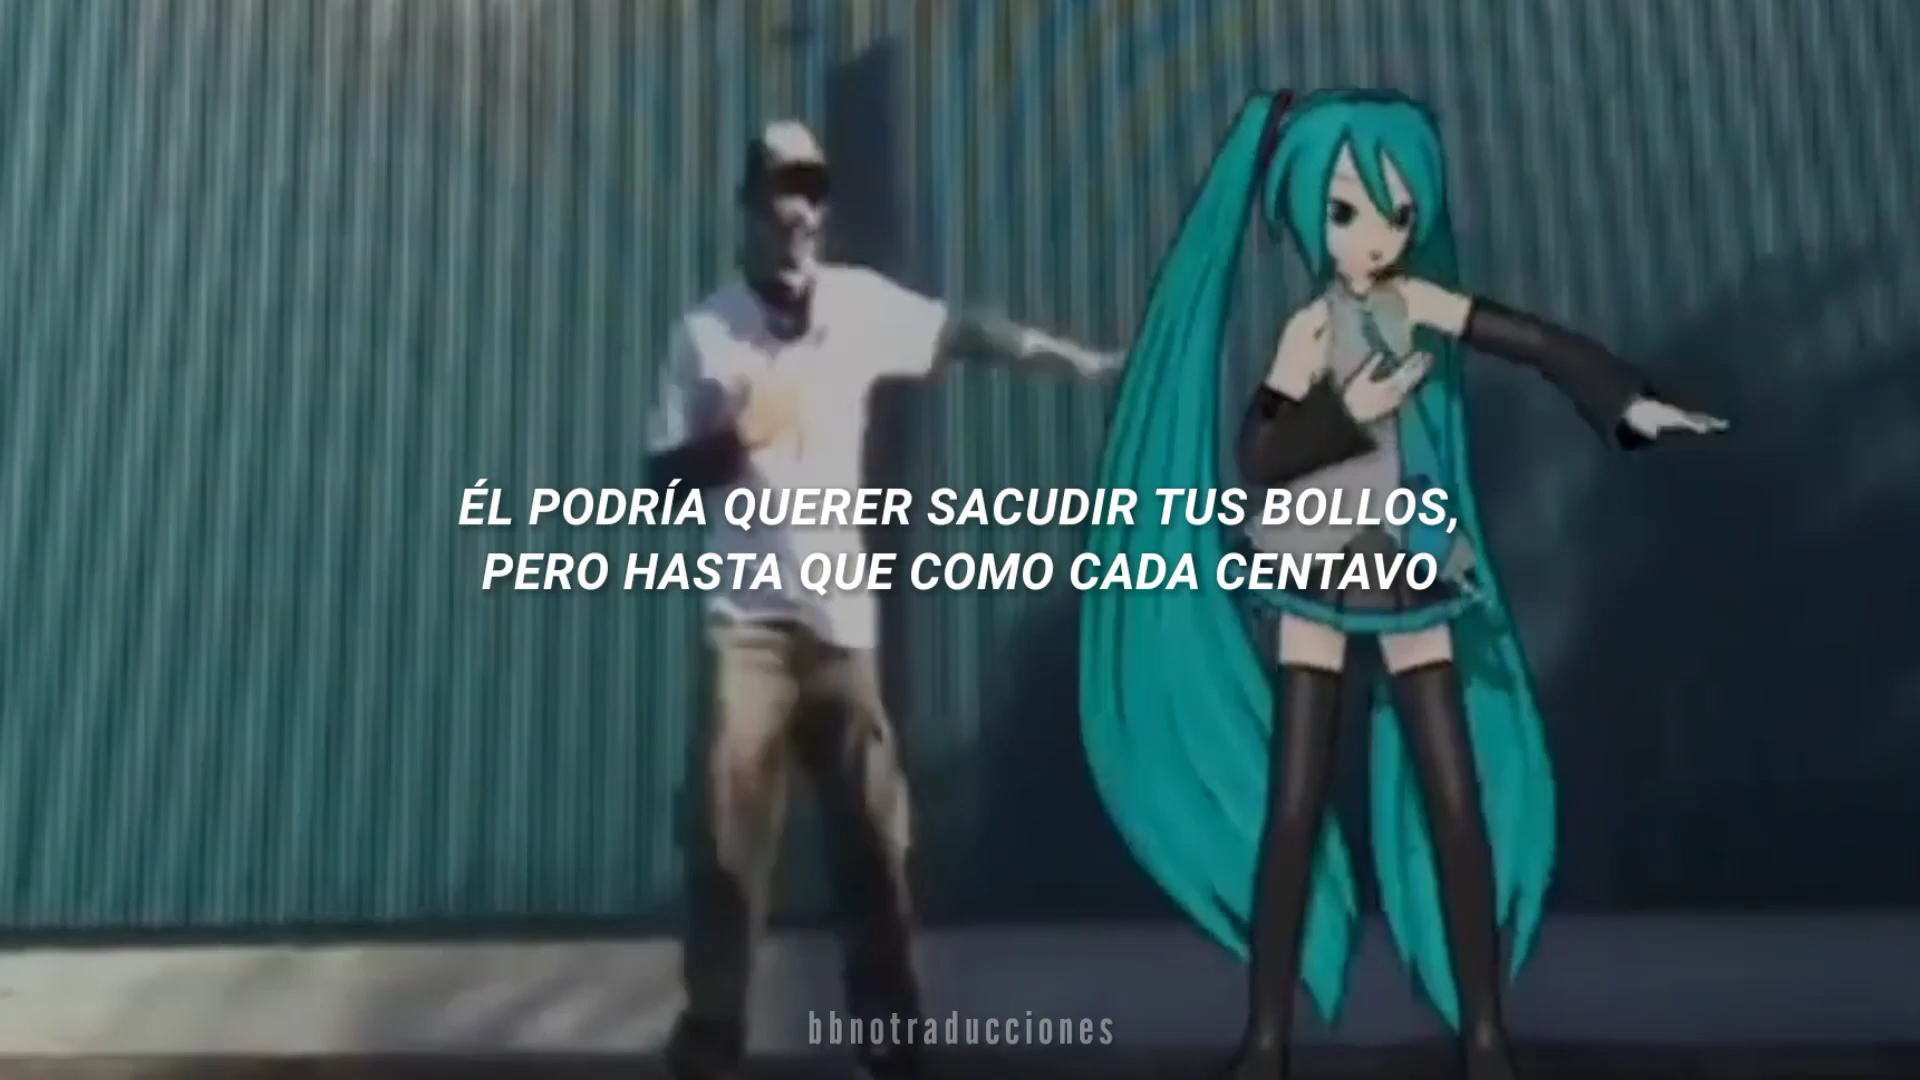 ÉL PODRÍA QUERER SACUDIR TUS BOLLOS,
PERO HASTA QUE COMO CADA CENTAVO
bbnotraducciones